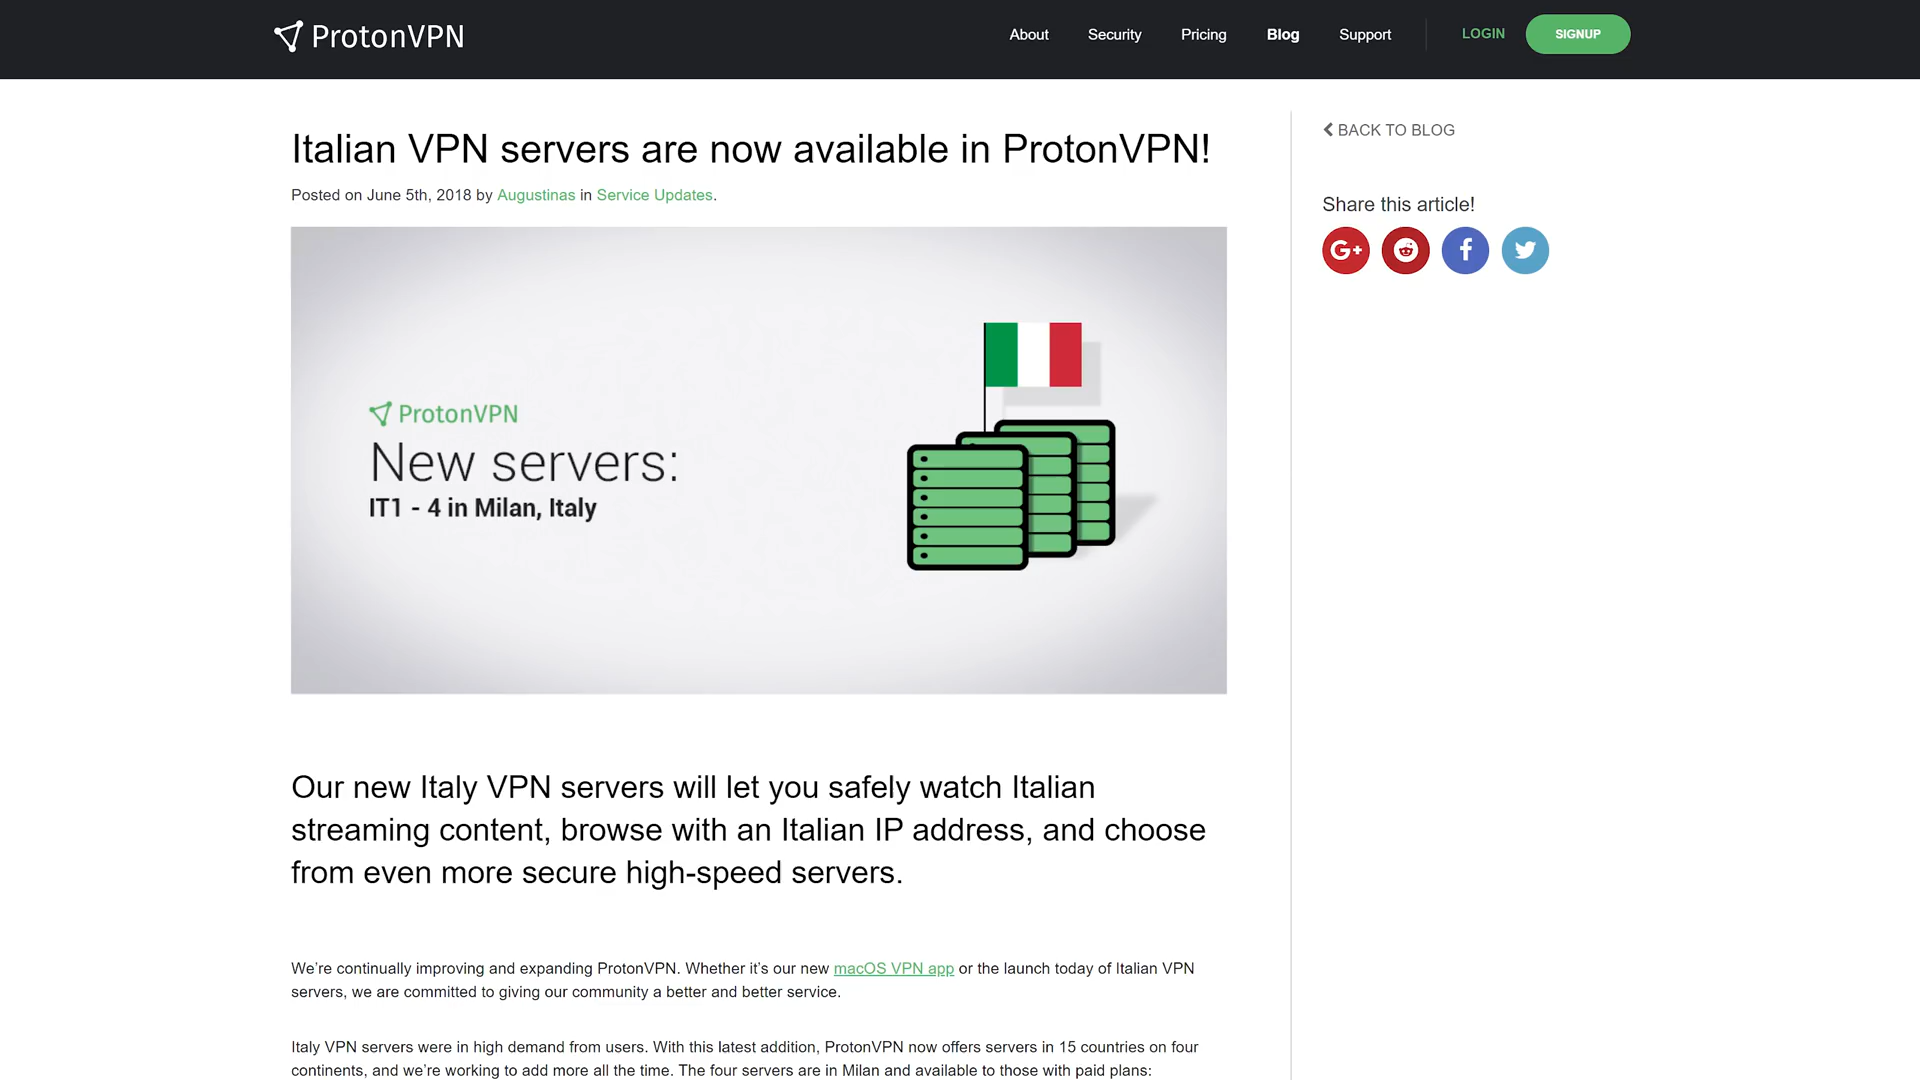 ProtonVPN
About Security Pricing Blog Support LOGIN SIGNUP
Italian VPN servers are now available in ProtonVPN!
Posted on June 5th, 2018 by Augustinas in Service Updates.
ProtonVPN
New servers:
IT1 - 4 in Milan, Italy
Our new Italy VPN servers will let you safely watch Italian
streaming content, browse with an Italian IP address, and choose
from even more secure high-speed servers.
We’re continually improving and expanding ProtonVPN. Whether it’s our new macOS VPN app or the launch today of Italian VPN
servers, we are committed to giving our community a better and better service.
Italy VPN servers were in high demand from users. With this latest addition, ProtonVPN now offers servers in 15 countries on four
continents, and we’re working to add more all the time. The four servers are in Milan and available to those with paid plans:
BACK TO BLOG
Share this article!
G+